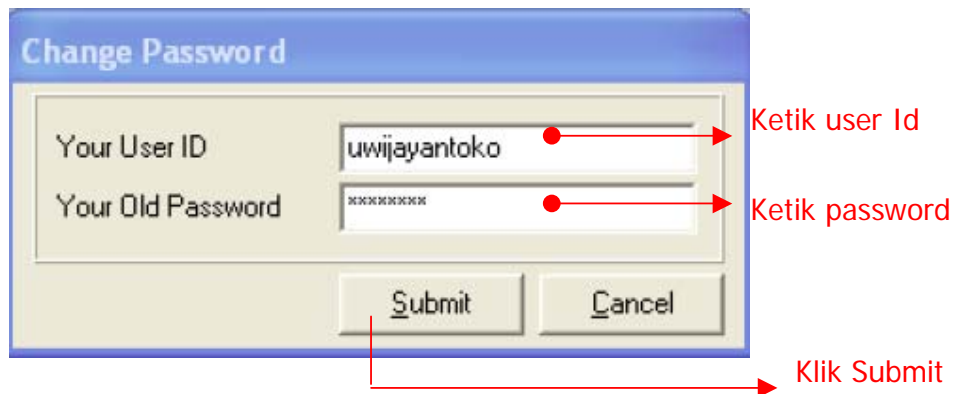 Change Password
Your User ID uwijayantoko Ketik user Id
Your Old Password ******** Ketik password
Submit Cancel
Klik Submit